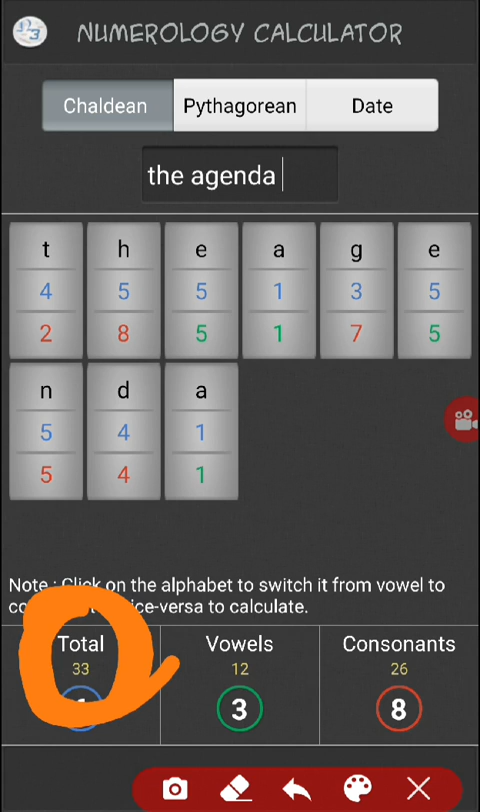 NUMEROLOGY CALCULATOR
Chaldean Pythagorean Date
the agenda
t h e a g e
4 5 5 1 3 5
2 8 5 1 7 5
n d a
5 4 1
5 4 1
Note : Click on the alphabet to switch it from vowel to
vice-versa to calculate.
Total Vowels Consonants
33 12 26
3 8